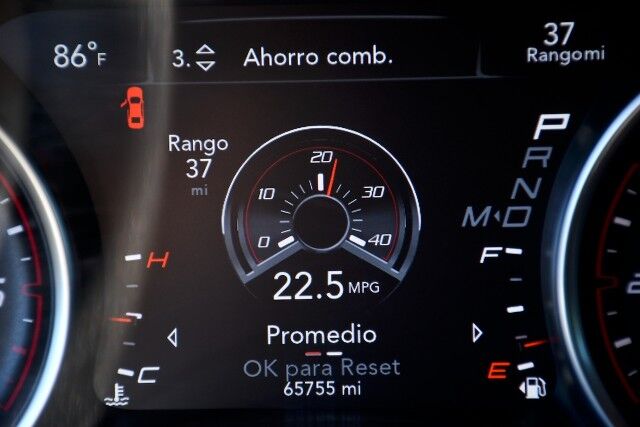 86°F
3. Ahorro comb.
37
Rangomi
Rango
37
mi
0 10 20 30 40
22.5 MPG
Promedio
OK para Reset
65755 mi
P
R
N
M D
H
C
F
E